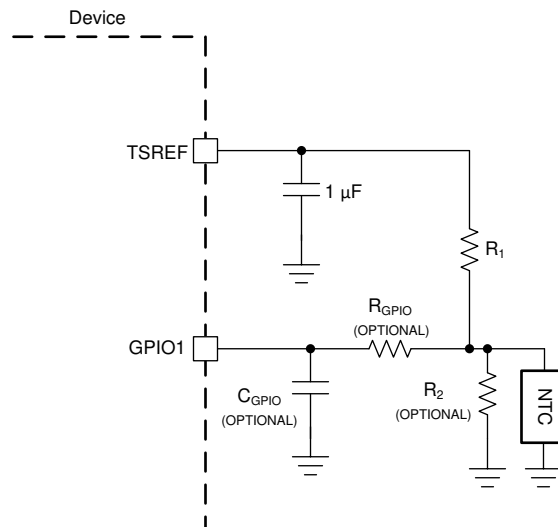 Device
TSREF
1 µF
R1
RGPIO
(OPTIONAL)
GPIO1
CGPIO
(OPTIONAL)
R2
(OPTIONAL)
NTC